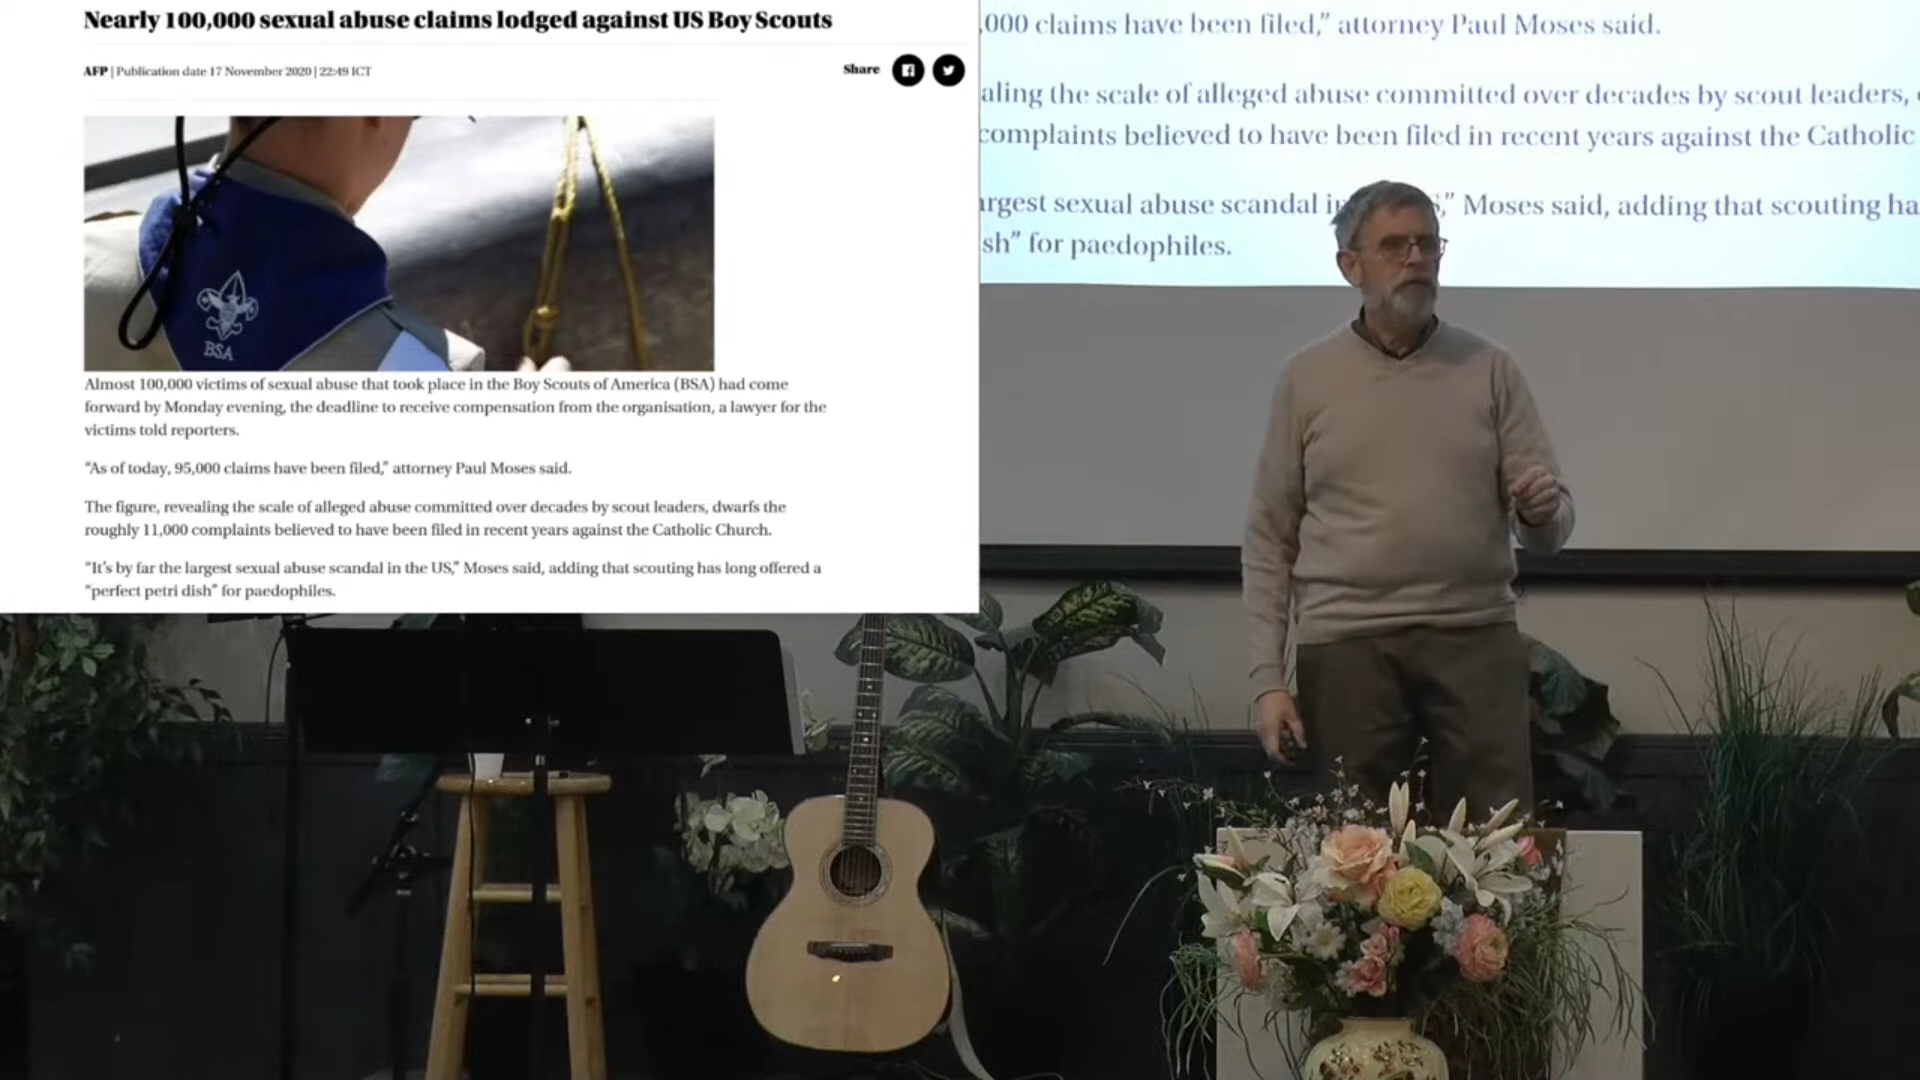 Nearly 100,000 sexual abuse claims lodged against US Boy Scouts
AFP | Publication date 17 November 2020 | 22:49 ICT
Share
BSA
Almost 100,000 victims of sexual abuse that took place in the Boy Scouts of America (BSA) had come
forward by Monday evening, the deadline to receive compensation from the organisation, a lawyer for the
victims told reporters.
“As of today, 95,000 claims have been filed,” attorney Paul Moses said.
The figure, revealing the scale of alleged abuse committed over decades by scout leaders, dwarfs the
roughly 11,000 complaints believed to have been filed in recent years against the Catholic Church.
“It’s by far the largest sexual abuse scandal in the US,” Moses said, adding that scouting has long offered a
“perfect petri dish” for paedophiles.
,000 claims have been filed,” attorney Paul Moses said.
aling the scale of alleged abuse committed over decades by scout leaders,
complaints believed to have been filed in recent years against the Catholic
rgest sexual abuse scandal in ,” Moses said, adding that scouting ha
sh” for paedophiles.